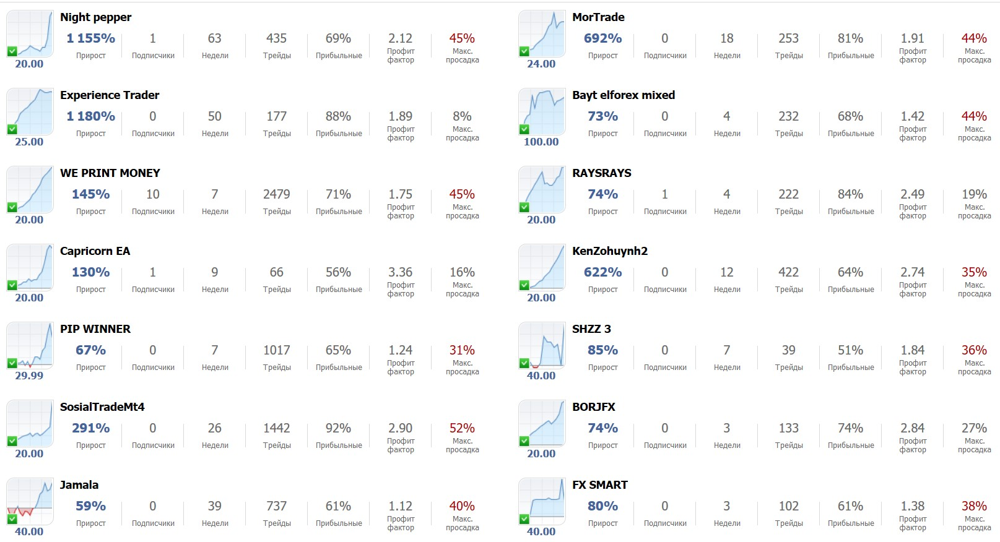 Night pepper
1 155% 1 63 435 69% 2.12 45%
Прирост Подписчики Недели Трейды Прибыльные Профит фактор Макс. просадка
20.00
MorTrade
692% 0 18 253 81% 1.91 44%
Прирост Подписчики Недели Трейды Прибыльные Профит фактор Макс. просадка
24.00
Experience Trader
1 180% 0 50 177 88% 1.89 8%
Прирост Подписчики Недели Трейды Прибыльные Профит фактор Макс. просадка
25.00
Bayt elforex mixed
73% 0 4 232 68% 1.42 44%
Прирост Подписчики Недели Трейды Прибыльные Профит фактор Макс. просадка
100.00
WE PRINT MONEY
145% 10 7 2479 71% 1.75 45%
Прирост Подписчики Недели Трейды Прибыльные Профит фактор Макс. просадка
20.00
RAYSRAYS
74% 1 4 222 84% 2.49 19%
Прирост Подписчики Недели Трейды Прибыльные Профит фактор Макс. просадка
20.00
Capricorn EA
130% 1 9 66 56% 3.36 16%
Прирост Подписчики Недели Трейды Прибыльные Профит фактор Макс. просадка
20.00
KenZohuynh2
622% 0 12 422 64% 2.74 35%
Прирост Подписчики Недели Трейды Прибыльные Профит фактор Макс. просадка
20.00
PIP WINNER
67% 0 7 1017 65% 1.24 31%
Прирост Подписчики Недели Трейды Прибыльные Профит фактор Макс. просадка
29.99
SHZZ 3
85% 0 7 39 51% 1.84 36%
Прирост Подписчики Недели Трейды Прибыльные Профит фактор Макс. просадка
40.00
SosialTradeMt4
291% 0 26 1442 92% 2.90 52%
Прирост Подписчики Недели Трейды Прибыльные Профит фактор Макс. просадка
20.00
BORJFX
74% 0 3 133 74% 2.84 27%
Прирост Подписчики Недели Трейды Прибыльные Профит фактор Макс. просадка
20.00
Jamala
59% 0 39 737 61% 1.12 40%
Прирост Подписчики Недели Трейды Прибыльные Профит фактор Макс. просадка
40.00
FX SMART
80% 0 3 102 61% 1.38 38%
Прирост Подписчики Недели Трейды Прибыльные Профит фактор Макс. просадка
40.00